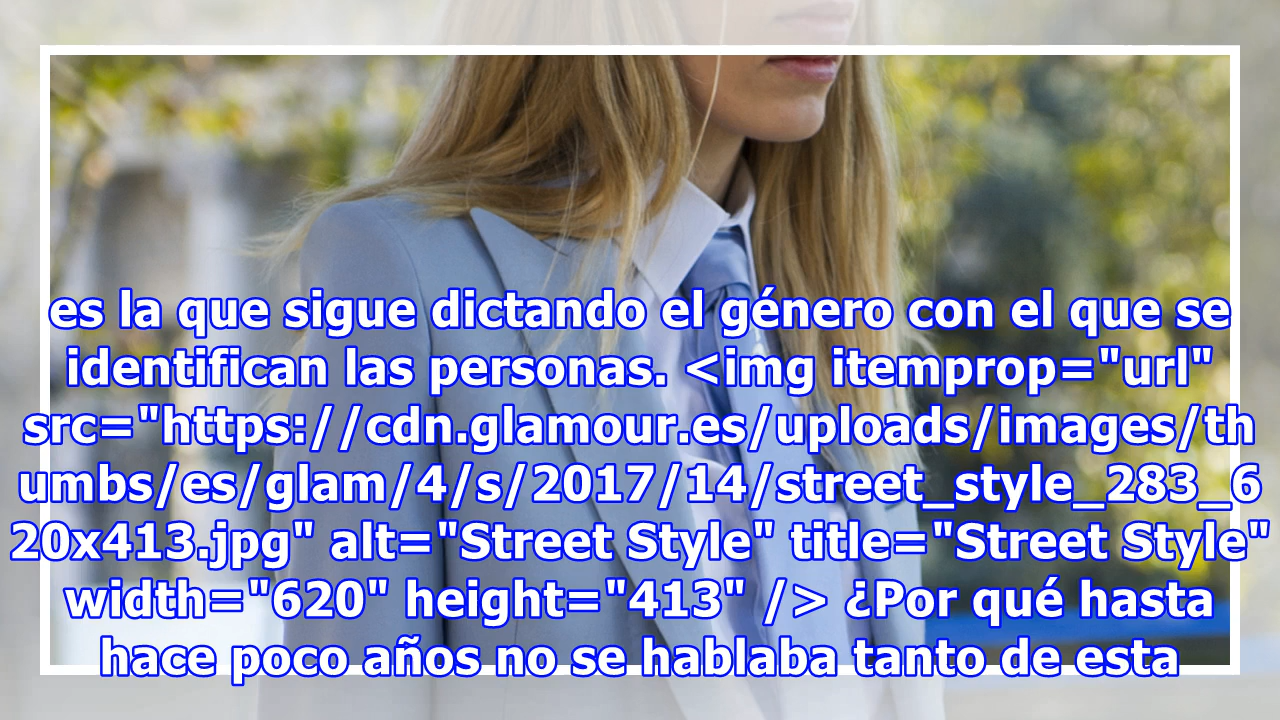 es la que sigue dictando el género con el que se
identifican las personas. <img itemprop="url"
src="https://cdn.glamour.es/uploads/images/th
umbs/es/glam/4/s/2017/14/street_style_283_6
20x413.jpg" alt="Street Style" title="Street Style"
width="620" height="413" /> ¿Por qué hasta
hace poco años no se hablaba tanto de esta